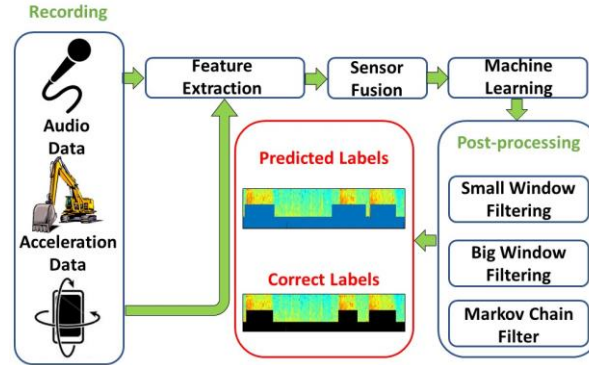 Recording
Audio
Data
Acceleration
Data
Feature
Extraction
Sensor
Fusion
Machine
Learning
Predicted Labels
Correct Labels
Post-processing
Small Window
Filtering
Big Window
Filtering
Markov Chain
Filter